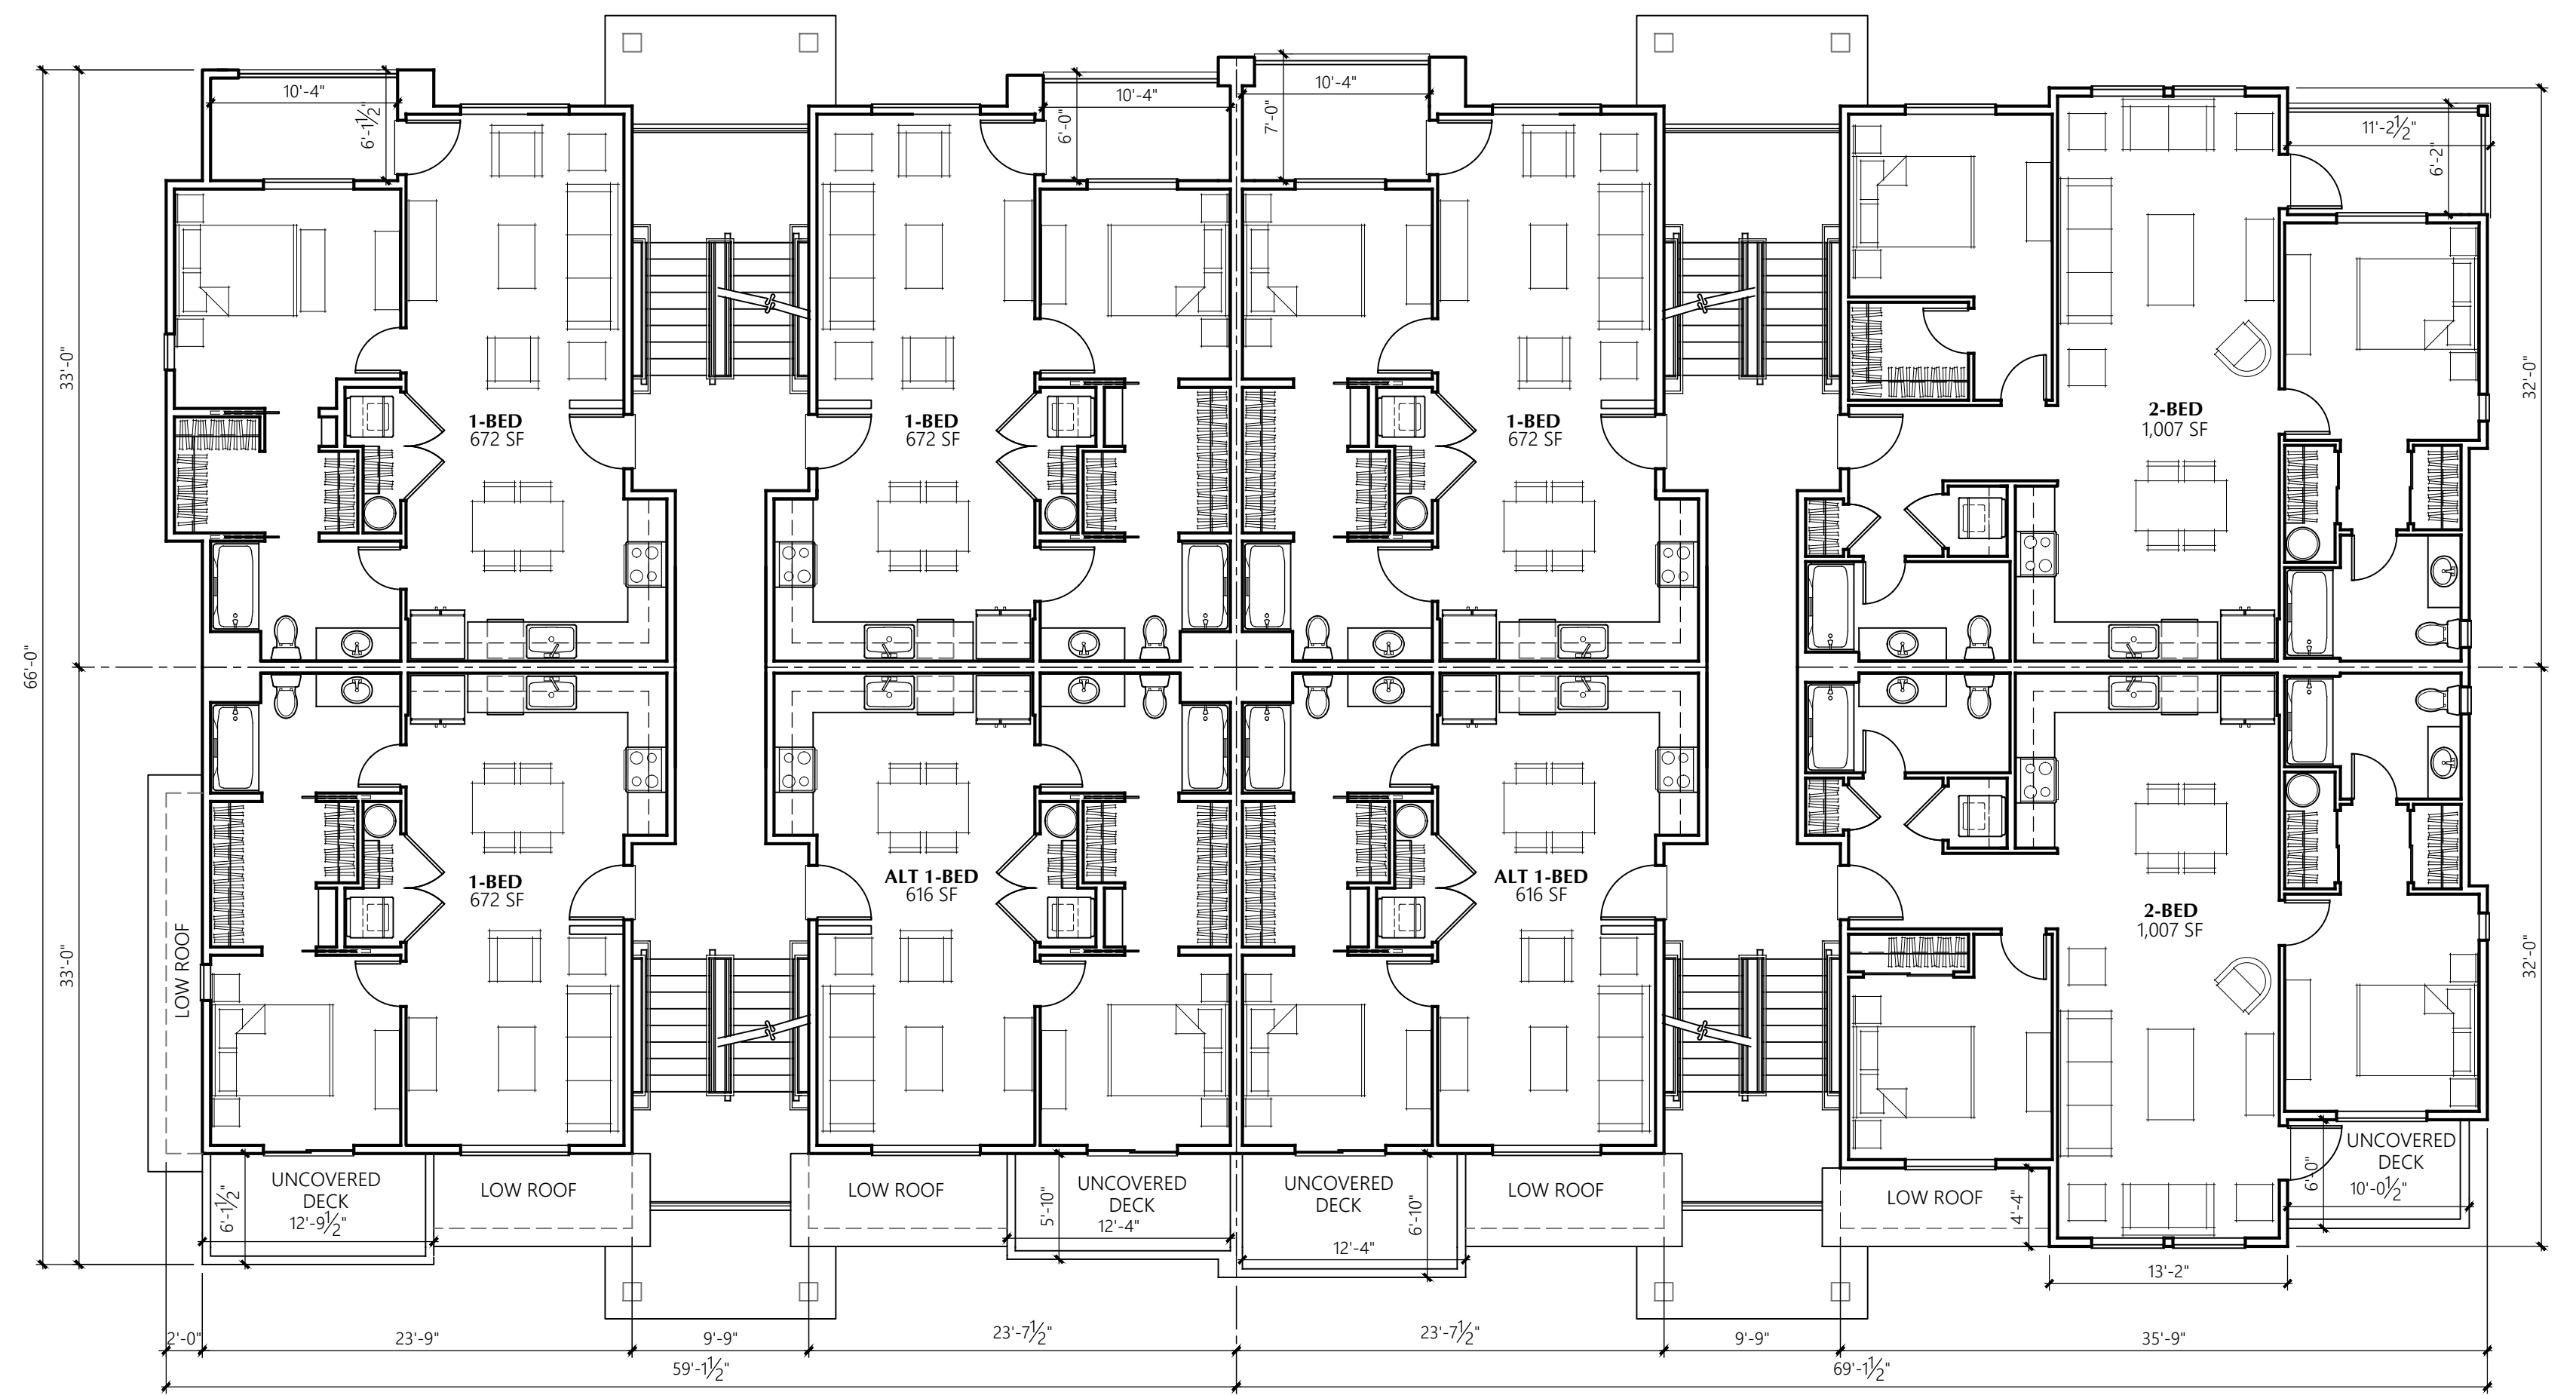 10'-4"
6'-1½"
10'-4"
6'-0"
10'-4"
7'-0"
11'-2½"
6'-2"
33'-0"
32'-0"
66'-0"
1-BED
672 SF
1-BED
672 SF
1-BED
672 SF
2-BED
1,007 SF
1-BED
672 SF
ALT 1-BED
616 SF
ALT 1-BED
616 SF
2-BED
1,007 SF
33'-0"
32'-0"
LOW ROOF
UNCOVERED
DECK
12'-9½"
6'-1½"
LOW ROOF
LOW ROOF
UNCOVERED
DECK
12'-4"
5'-10"
UNCOVERED
DECK
12'-4"
6'-10"
LOW ROOF
LOW ROOF
4'-4"
UNCOVERED
DECK
10'-0½"
6'-0"
13'-2"
2'-0"
23'-9"
9'-9"
23'-7½"
23'-7½"
9'-9"
35'-9"
59'-1½"
69'-1½"